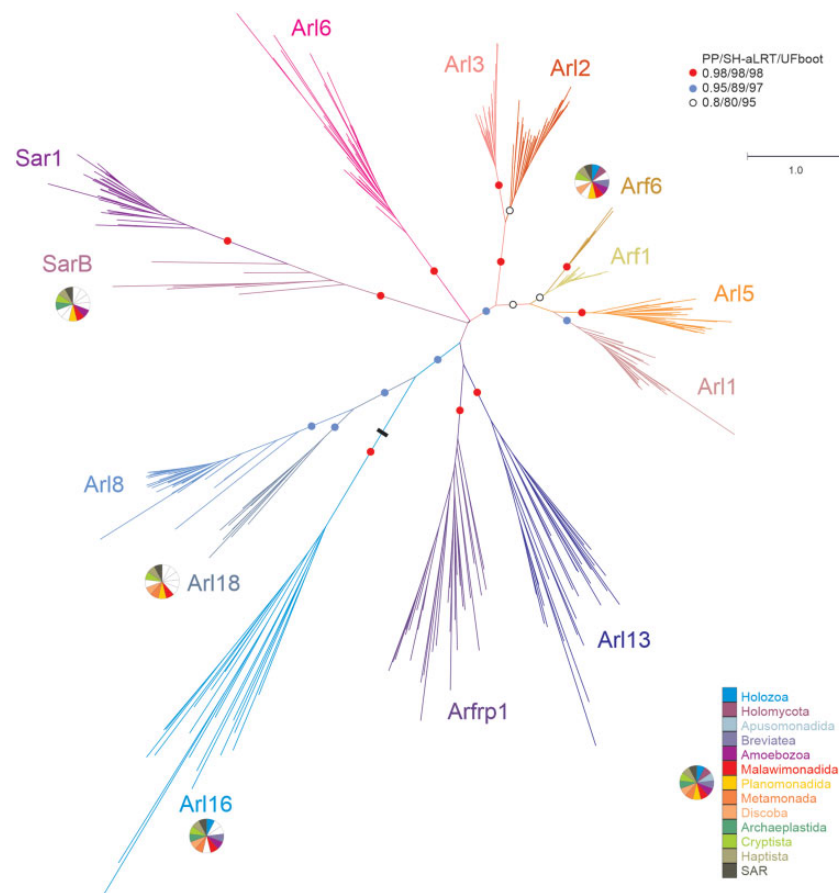 Arl6
Arl3
Arl2
PP/SH-aLRT/UFboot
0.98/98/98
0.95/89/97
0.8/80/95
1.0
Sar1
Arf6
SarB
Arf1
Arl5
Arl1
Arl8
Arl18
Arl13
Arfrp1
Arl16
Holozoa
Holomycota
Apusomonadida
Breviatea
Amoebozoa
Malawimonadida
Planomonadida
Metamonada
Discoba
Archaeplastida
Cryptista
Haptista
SAR